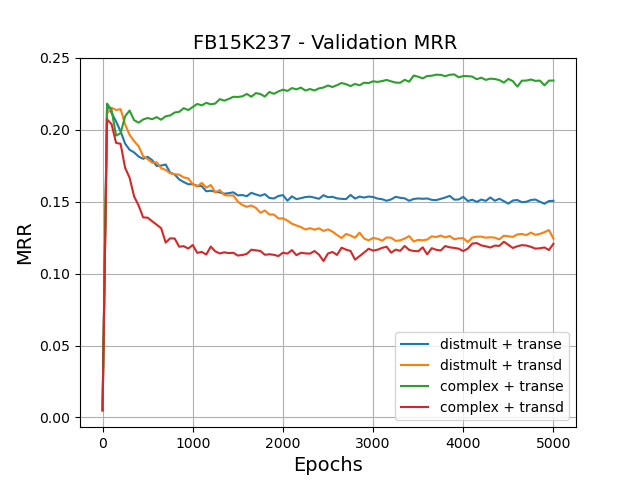 FB15K237 - Validation MRR
MRR
0.25
0.20
0.15
0.10
0.05
0.00
distmult + transe
distmult + transd
complex + transe
complex + transd
0
1000
2000
3000
4000
5000
Epochs